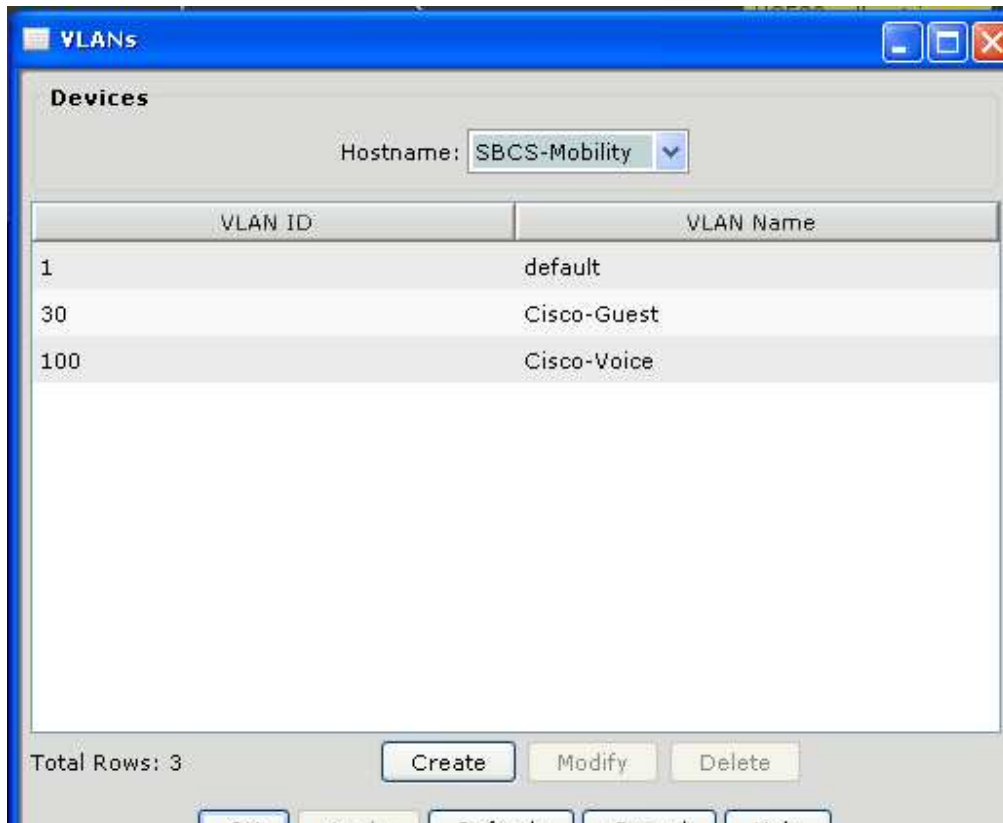 VLANs
Devices
Hostname: SBCS-Mobility
VLAN ID VLAN Name
1 default
30 Cisco-Guest
100 Cisco-Voice
Total Rows: 3 Create Modify Delete